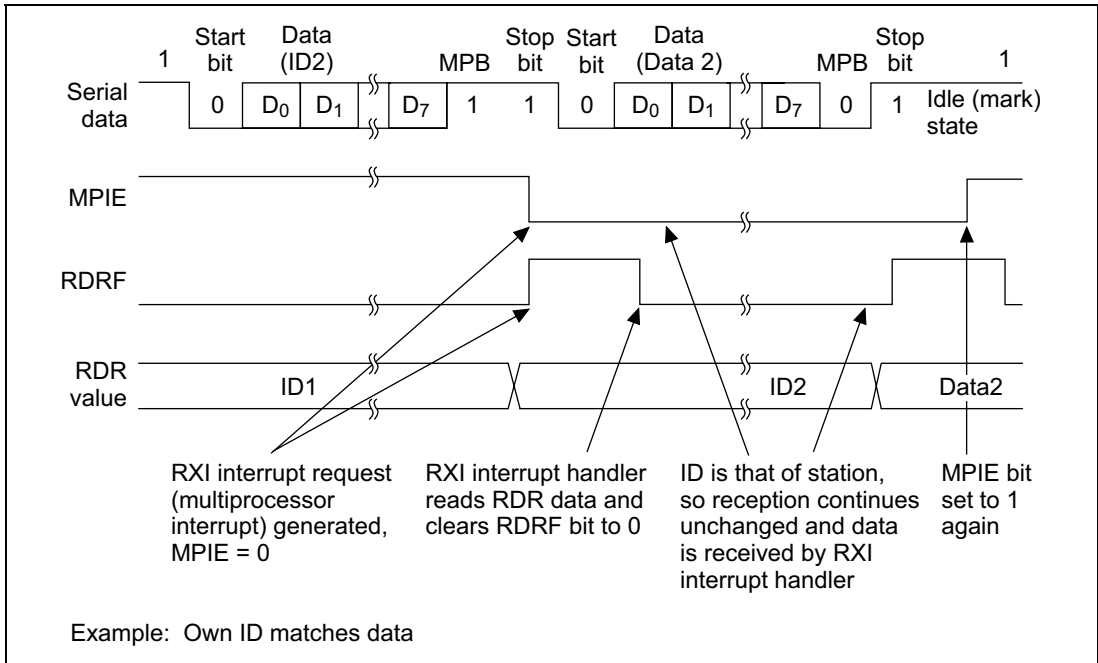 1 Start bit Data (ID2) MPB Stop bit Start bit Data (Data 2) MPB Stop bit 1
Serial data 0 D0 D1 D7 1 1 0 D0 D1 D7 0 1 Idle (mark) state
MPIE
RDRF
RDR value ID1 ID2 Data2
RXI interrupt request
(multiprocessor
interrupt) generated,
MPIE = 0
RXI interrupt handler
reads RDR data and
clears RDRF bit to 0
ID is that of station,
so reception continues
unchanged and data
is received by RXI
interrupt handler
MPIE bit
set to 1
again
Example: Own ID matches data